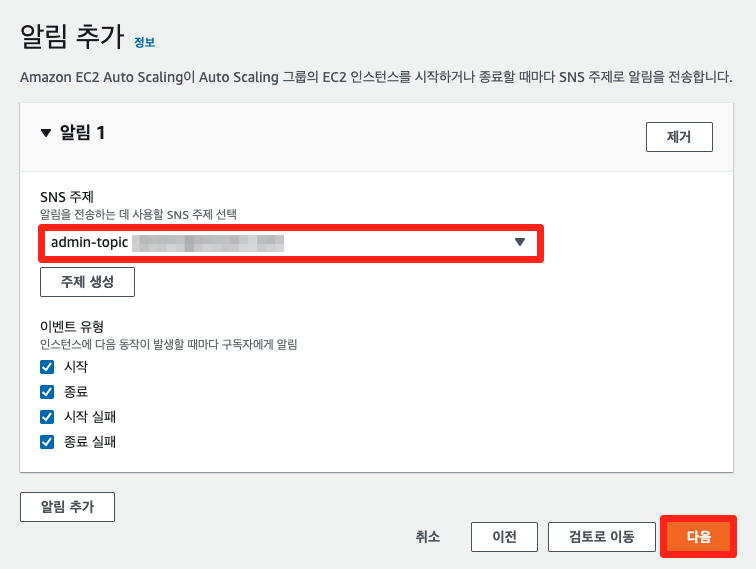 알림 추가 정보
Amazon EC2 Auto Scaling이 Auto Scaling 그룹의 EC2 인스턴스를 시작하거나 종료할 때마다 SNS 주제로 알림을 전송합니다.
알림 1
제거
SNS 주제
알림을 전송하는 데 사용할 SNS 주제 선택
admin-topic
주제 생성
이벤트 유형
인스턴스에 다음 동작이 발생할 때마다 구독자에게 알림
시작
종료
시작 실패
종료 실패
알림 추가
취소 이전 검토로 이동 다음